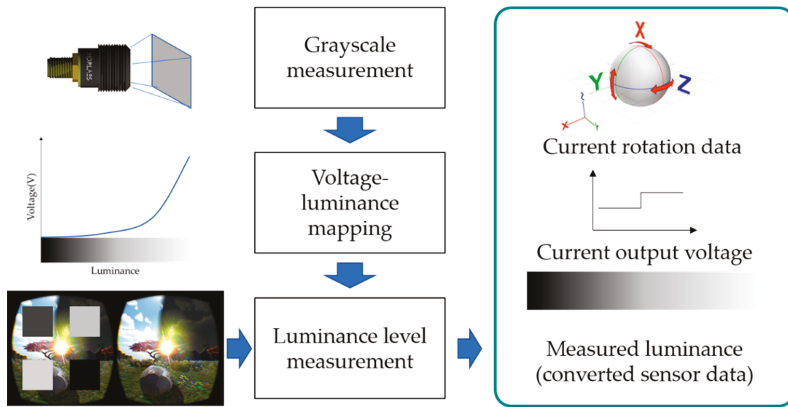 Grayscale
measurement
Voltage(V)
Luminance
Voltage-
luminance
mapping
Luminance level
measurement
X
Y
Z
Z
X
Y
Current rotation data
Current output voltage
Measured luminance
(converted sensor data)